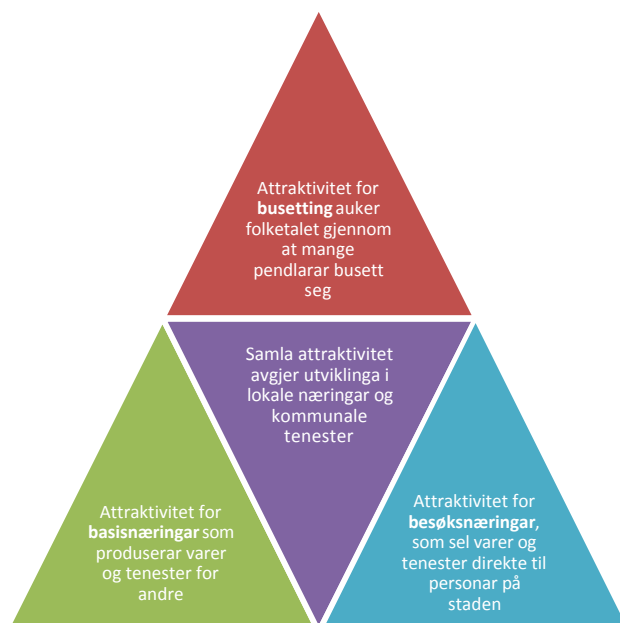 Attraktivitet for
busetting auker
folketalet gjennom
at mange
pendlarar busett
seg
Samla attraktivitet
avgjer utviklinga i
lokale næringar og
kommunale
tenester
Attraktivitet for
basisnæringar som
produserar varer
og tenester for
andre
Attraktivitet for
besøksnæringar,
som sel varer og
tenester direkte til
personar på
staden